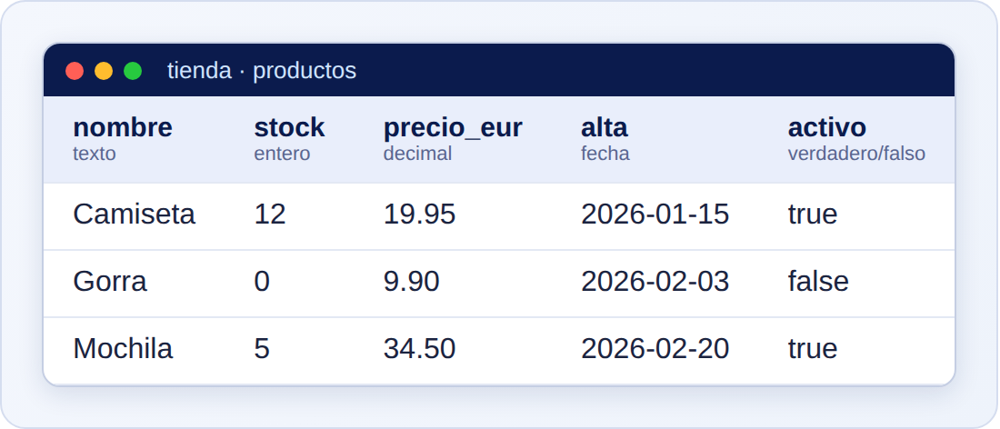 tienda · productos
nombre stock precio_eur alta activo
texto entero decimal fecha verdadero/falso
Camiseta 12 19.95 2026-01-15 true
Gorra 0 9.90 2026-02-03 false
Mochila 5 34.50 2026-02-20 true